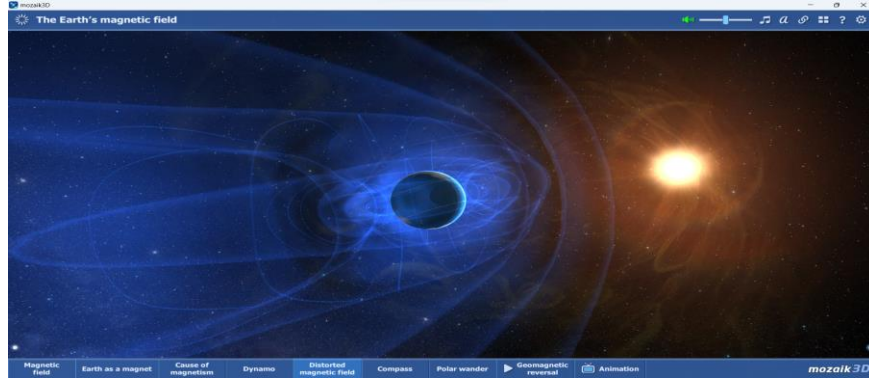 mozaik3D
The Earth's magnetic field
Magnetic
field
Earth as a magnet
Cause of
magnetism
Dynamo
Distorted
magnetic field
Compass
Polar wander
Geomagnetic
reversal
Animation
mozaik3D